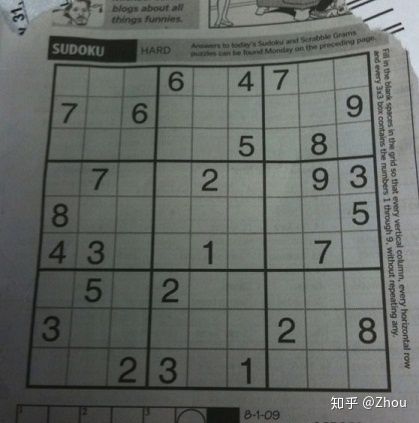 blogs about all
things funnies.
SUDOKU HARD Answers to today's Sudoku and Scrabble Grams
puzzles can be found Monday on the preceding page.
Fill in the blank spaces in the grid so that every vertical column, every horizontal row
and every 3x3 box contains the numbers 1 through 9, without repeating any.
6 4 7
7 6 9
5 8
7 2 9 3
8 5
4 3 1 7
5 2
3 2 8
2 3 1
1 2 3
8-1-09
知乎 @Zhou